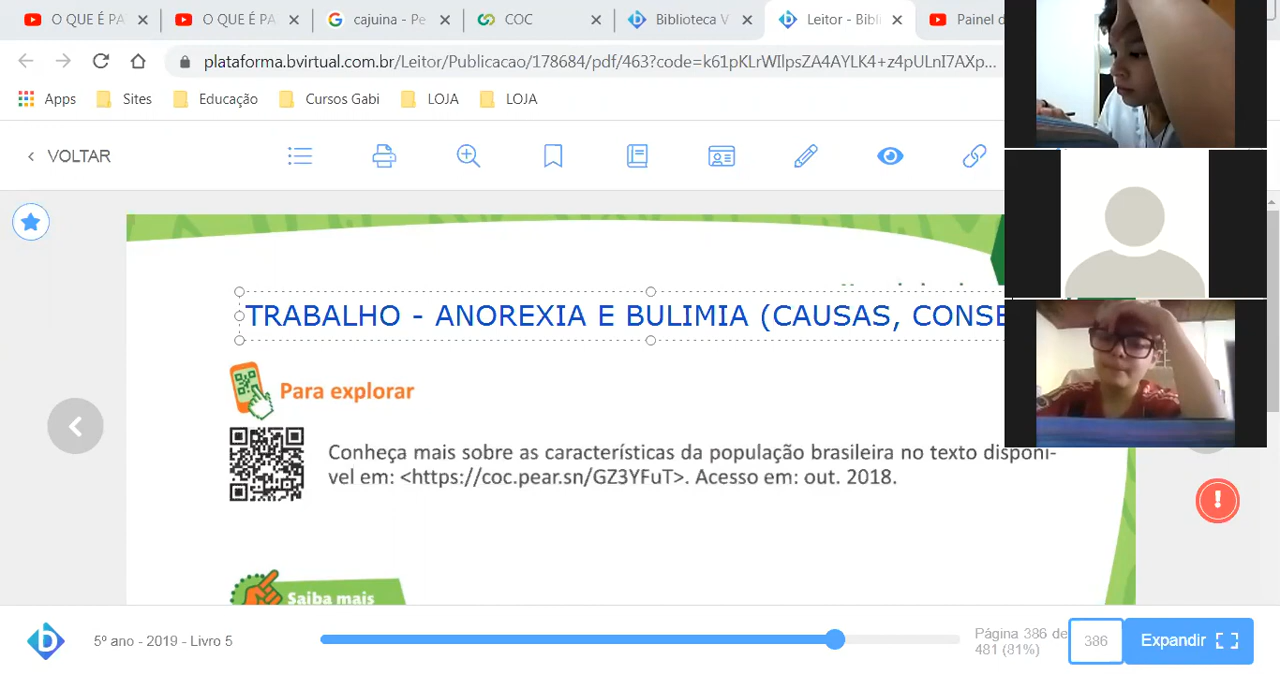 O QUE É PA
O QUE É PA
cajuina - Pe
COC
Biblioteca V
Leitor - Bibli
Painel d
plataforma.bvirtual.com.br/Leitor/Publicacao/178684/pdf/463?code=k61pKLrWIlpsZA4AYLK4+z4pULnI7AXp...
Apps
Sites
Educação
Cursos Gabi
LOJA
LOJA
VOLTAR
TRABALHO - ANOREXIA E BULIMIA (CAUSAS, CONSE
Para explorar
Conheça mais sobre as características da população brasileira no texto disponí-
vel em: <https://coc.pear.sn/GZ3YFuT>. Acesso em: out. 2018.
Saiba mais
5º ano - 2019 - Livro 5
Página 386 de
481 (81%)
386
Expandir